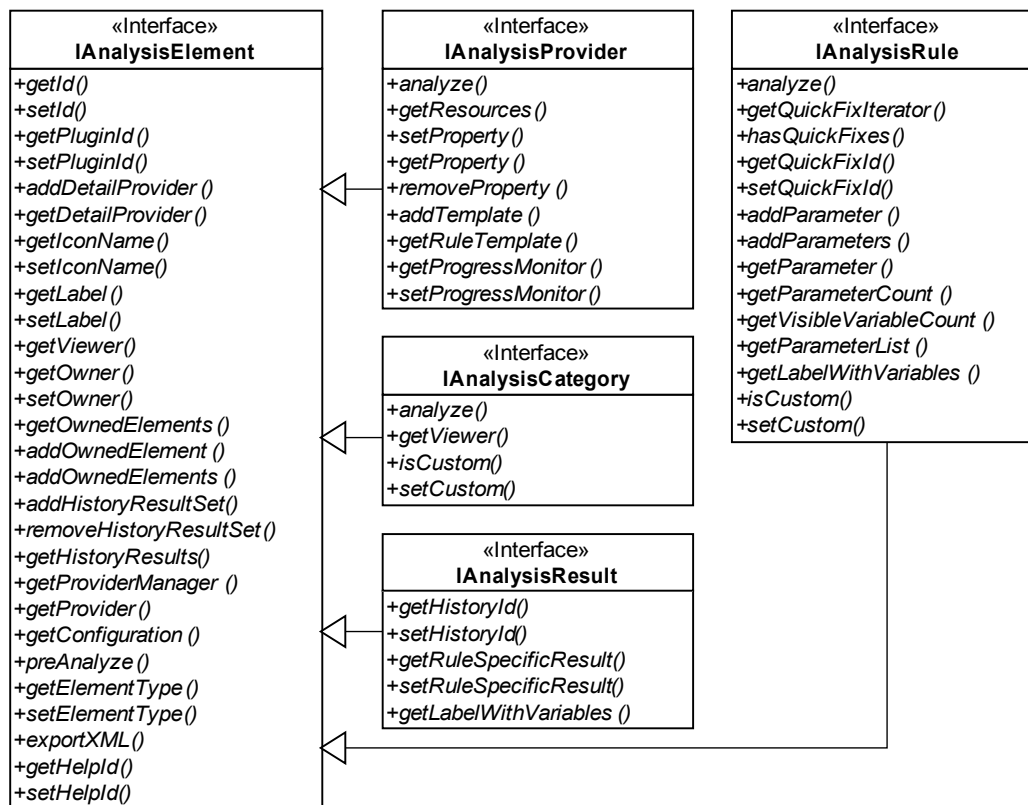 «Interface»
IAnalysisElement
+getId()
+setId()
+getPluginId()
+setPluginId()
+addDetailProvider()
+getDetailProvider()
+getIconName()
+setIconName()
+getLabel()
+setLabel()
+getViewer()
+getOwner()
+setOwner()
+getOwnedElements()
+addOwnedElement ()
+addOwnedElements ()
+addHistoryResultSet()
+removeHistoryResultSet()
+getHistoryResults()
+getProviderManager ()
+getProvider()
+getConfiguration ()
+preAnalyze()
+getElementType()
+setElementType()
+exportXML()
+getHelpId()
+setHelpId()
«Interface»
IAnalysisProvider
+analyze()
+getResources()
+setProperty()
+getProperty()
+removeProperty ()
+addTemplate ()
+getRuleTemplate()
+getProgressMonitor ()
+setProgressMonitor()
«Interface»
IAnalysisCategory
+analyze()
+getViewer()
+isCustom()
+setCustom()
«Interface»
IAnalysisResult
+getHistoryId()
+setHistoryId()
+getRuleSpecificResult()
+setRuleSpecificResult()
+getLabelWithVariables ()
«Interface»
IAnalysisRule
+analyze()
+getQuickFixIterator()
+hasQuickFixes()
+getQuickFixId()
+setQuickFixId()
+addParameter ()
+addParameters ()
+getParameter()
+getParameterCount ()
+getVisibleVariableCount ()
+getParameterList ()
+getLabelWithVariables ()
+isCustom()
+setCustom()